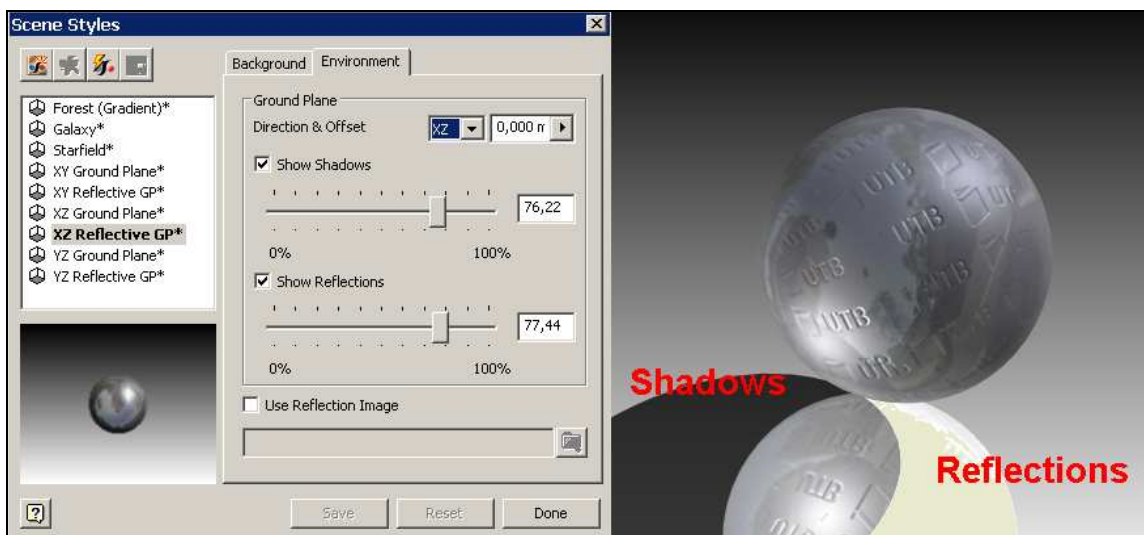 Scene Styles
Background
Environment
Forest (Gradient)*
Galaxy*
Starfield*
XY Ground Plane*
XY Reflective GP*
XZ Ground Plane*
XZ Reflective GP*
YZ Ground Plane*
YZ Reflective GP*
Ground Plane
Direction & Offset
XZ
0,000 m
Show Shadows
76,22
0%
100%
Show Reflections
77,44
0%
100%
Use Reflection Image
Save
Reset
Done
UTB
UTB
UTB
UTB
UTB
Shadows
Reflections